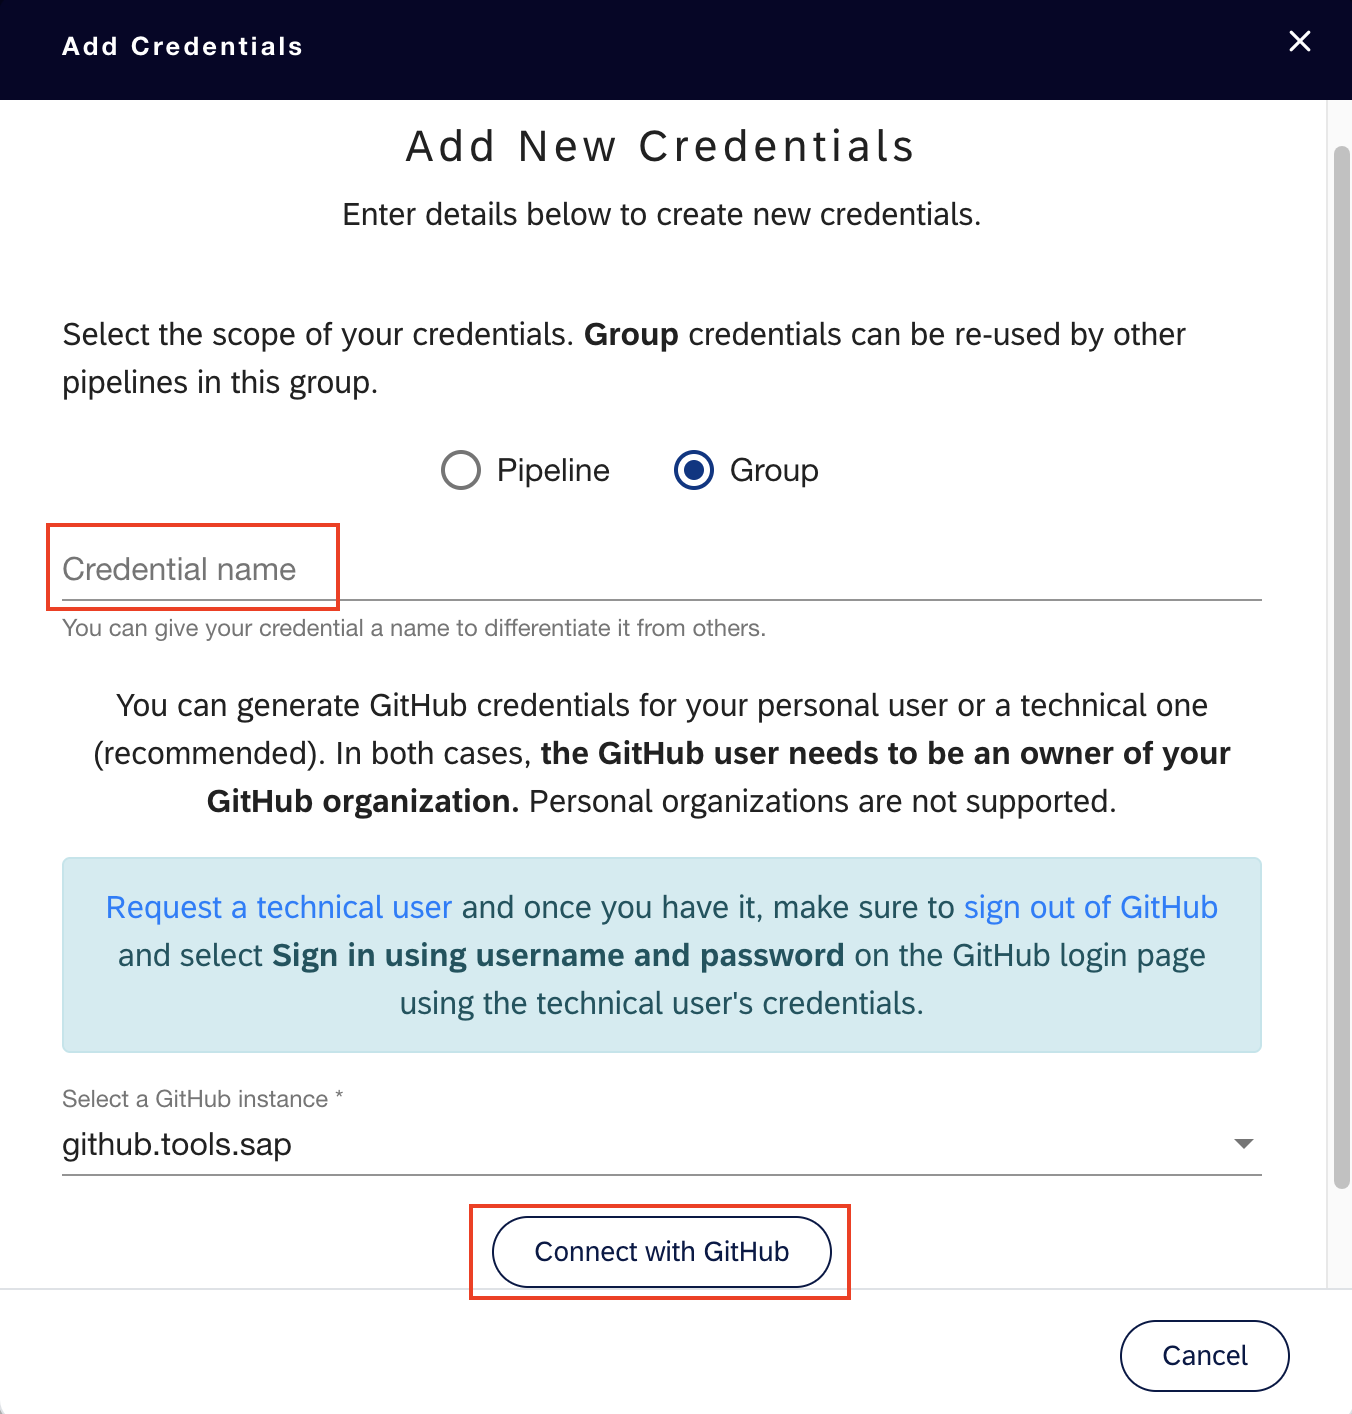 Add Credentials
Add New Credentials
Enter details below to create new credentials.
Select the scope of your credentials. Group credentials can be re-used by other
pipelines in this group.
Pipeline Group
Credential name
You can give your credential a name to differentiate it from others.
You can generate GitHub credentials for your personal user or a technical one
(recommended). In both cases, the GitHub user needs to be an owner of your
GitHub organization. Personal organizations are not supported.
Request a technical user and once you have it, make sure to sign out of GitHub
and select Sign in using username and password on the GitHub login page
using the technical user's credentials.
Select a GitHub instance *
github.tools.sap
Connect with GitHub
Cancel